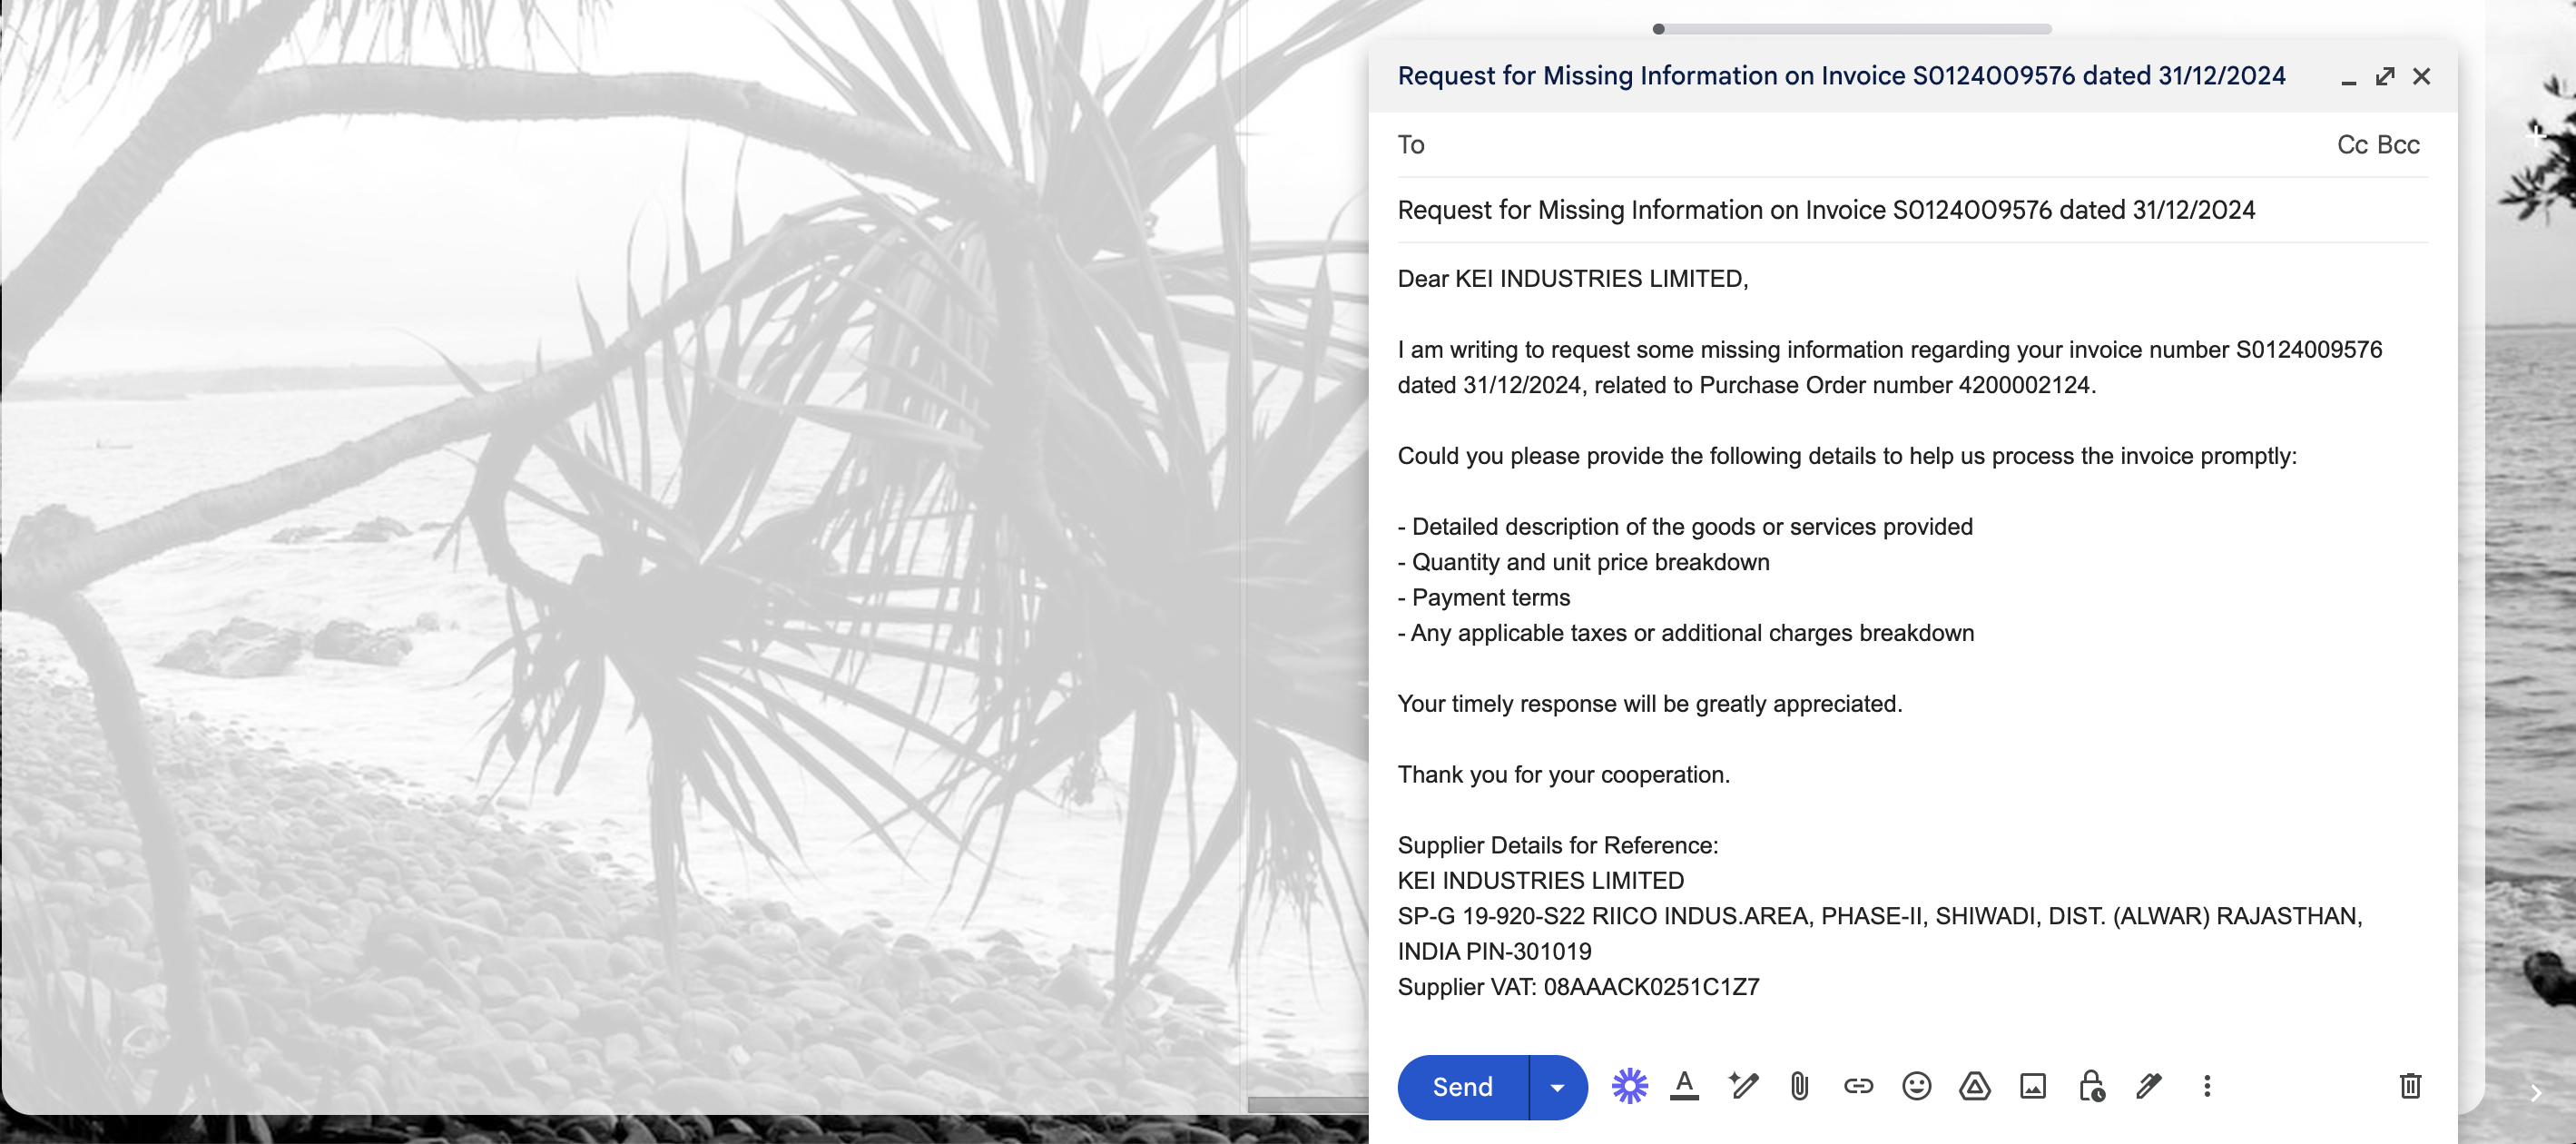 Request for Missing Information on Invoice S0124009576 dated 31/12/2024
To
Cc Bcc
Request for Missing Information on Invoice S0124009576 dated 31/12/2024
Dear KEI INDUSTRIES LIMITED,
I am writing to request some missing information regarding your invoice number S0124009576
dated 31/12/2024, related to Purchase Order number 4200002124.
Could you please provide the following details to help us process the invoice promptly:
- Detailed description of the goods or services provided
- Quantity and unit price breakdown
- Payment terms
- Any applicable taxes or additional charges breakdown
Your timely response will be greatly appreciated.
Thank you for your cooperation.
Supplier Details for Reference:
KEI INDUSTRIES LIMITED
SP-G 19-920-S22 RIICO INDUS.AREA, PHASE-II, SHIWADI, DIST. (ALWAR) RAJASTHAN,
INDIA PIN-301019
Supplier VAT: 08AAACK0251C1Z7
Send